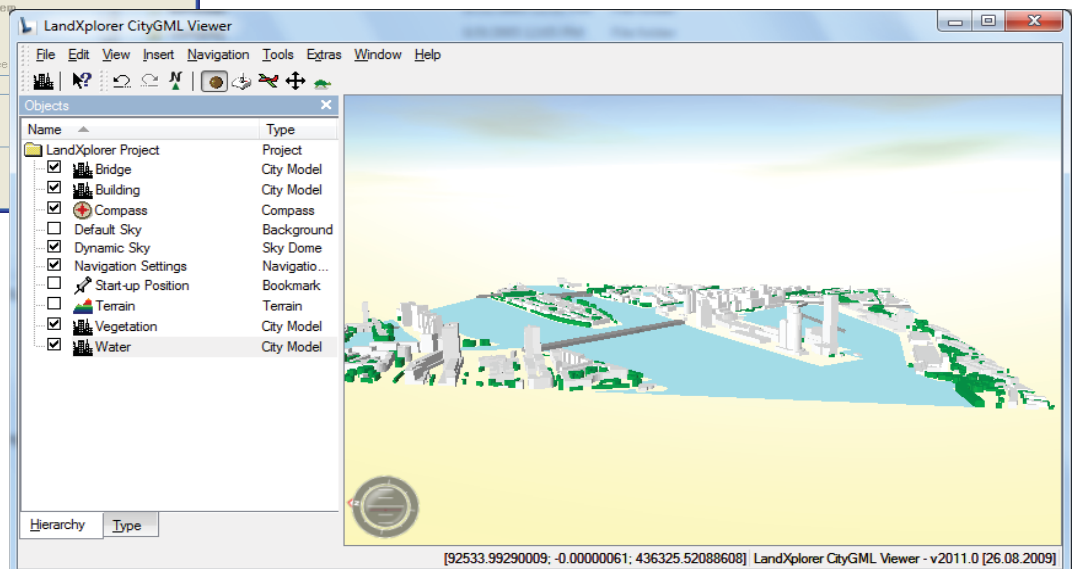 LandXplorer CityGML Viewer
File Edit View Insert Navigation Tools Extras Window Help
Objects
Name Type
LandXplorer Project Project
Bridge City Model
Building City Model
Compass Compass
Default Sky Background
Dynamic Sky Sky Dome
Navigation Settings Navigatio...
Start-up Position Bookmark
Terrain Terrain
Vegetation City Model
Water City Model
Hierarchy Type
[92533.99290009; -0.00000061; 436325.52088608] LandXplorer CityGML Viewer - v2011.0 [26.08.2009]